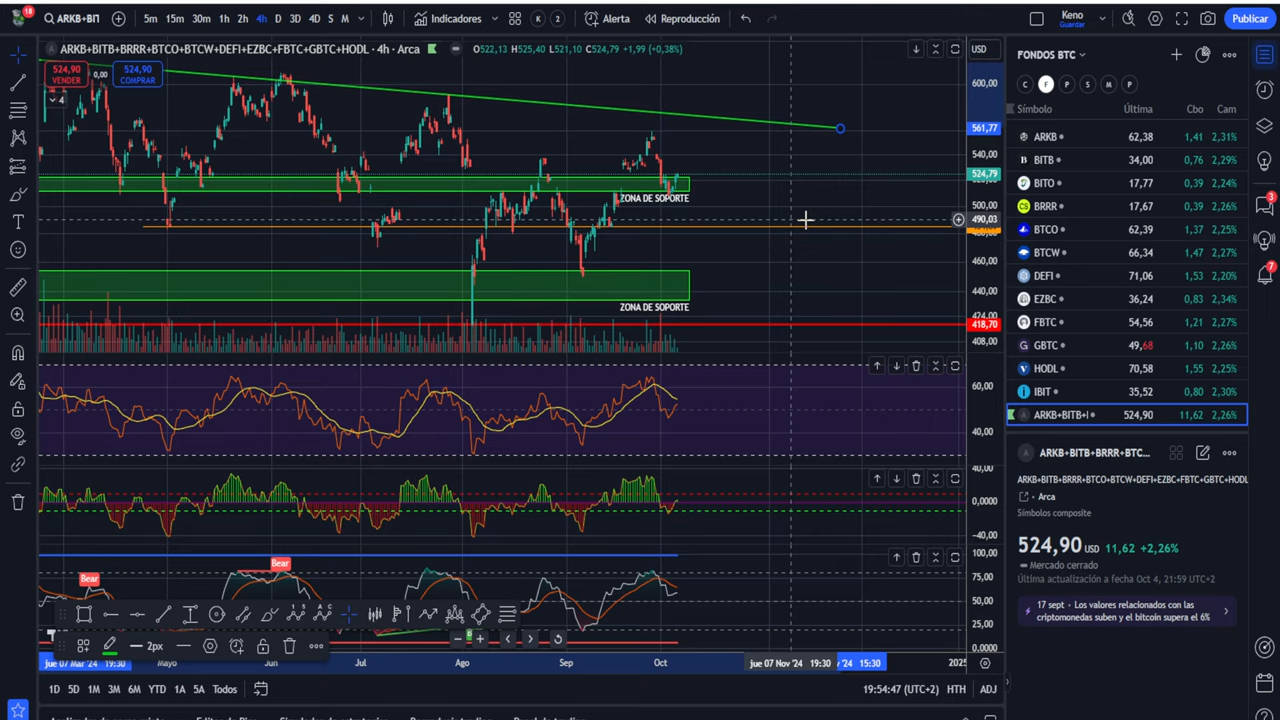 18
ARKB+BIT
5m 15m 30m 1h 2h 4h D 3D 4D S M
Indicadores
K 2
Alerta
Reproducción
Keno
Guardar
Publicar
ARKB+BITB+BRRR+BTCO+BTCW+DEFI+EZBC+FBTC+GBTC+HODL · 4h · Arca
O522,13 H525,40 L521,10 C524,79 +1,99 (+0,38%)
524,90
VENDER
0,00
524,90
COMPRAR
4
USD
600,00
561,77
540,00
524,79
500,00
490,03
460,00
440,00
424,00
418,70
408,00
ZONA DE SOPORTE
ZONA DE SOPORTE
60,00
40,00
40,00
0,0000
−40,00
100,00
75,00
50,00
25,00
0,0000
Bear
Bear
2px
jue 07 Mar '24 19:30
Mayo
Jun
Jul
Ago
Sep
Oct
jue 07 Nov '24 19:30
'24 15:30
2025
1D 5D 1M 3M 6M YTD 1A 5A Todos
19:54:47 (UTC+2)
HTH
ADJ
FONDOS BTC
C F P S M P
Símbolo Última Cbo Cam
ARKB 62,38 1,41 2,31%
BITB 34,00 0,76 2,29%
BITO 17,77 0,39 2,24%
BRRR 17,67 0,39 2,26%
BTCO 62,39 1,37 2,25%
BTCW 66,34 1,47 2,27%
DEFI 71,06 1,53 2,20%
EZBC 36,24 0,83 2,34%
FBTC 54,56 1,21 2,27%
GBTC 49,68 1,10 2,26%
HODL 70,58 1,55 2,25%
IBIT 35,52 0,80 2,30%
ARKB+BITB+I 524,90 11,62 2,26%
ARKB+BITB+BRRR+BTC...
ARKB+BITB+BRRR+BTCO+BTCW+DEFI+EZBC+FBTC+GBTC+HODL
Arca
Símbolos composite
524,90 USD 11,62 +2,26%
Mercado cerrado
Última actualización a fecha Oct 4, 21:59 UTC+2
17 sept · Los valores relacionados con las
criptomonedas suben y el bitcoin supera el 6%
3
7